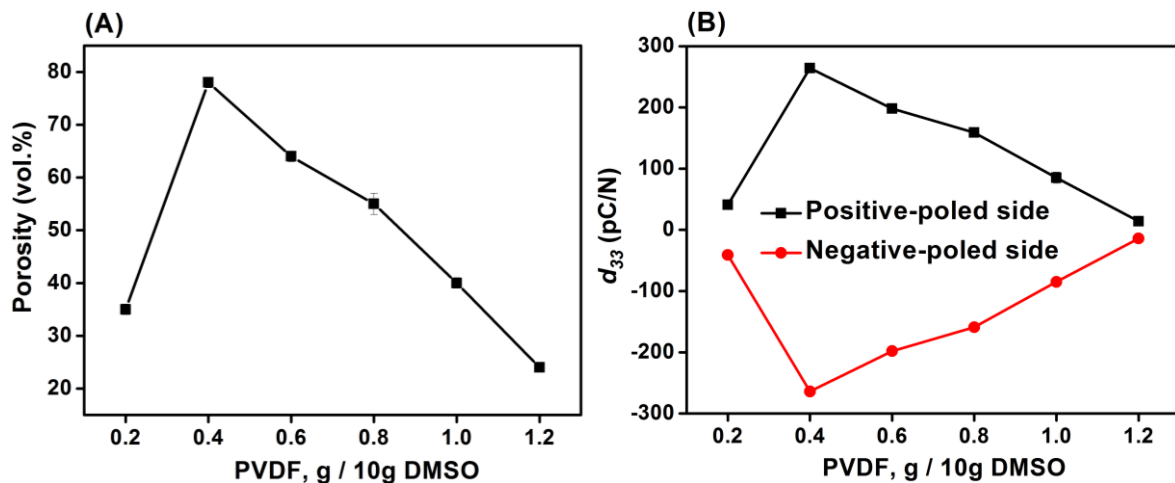 (A)
Porosity (vol.%)
80
70
60
50
40
30
20
0.2 0.4 0.6 0.8 1.0 1.2
PVDF, g / 10g DMSO
(B)
d33 (pC/N)
300
200
100
0
-100
-200
-300
Positive-poled side
Negative-poled side
0.2 0.4 0.6 0.8 1.0 1.2
PVDF, g / 10g DMSO